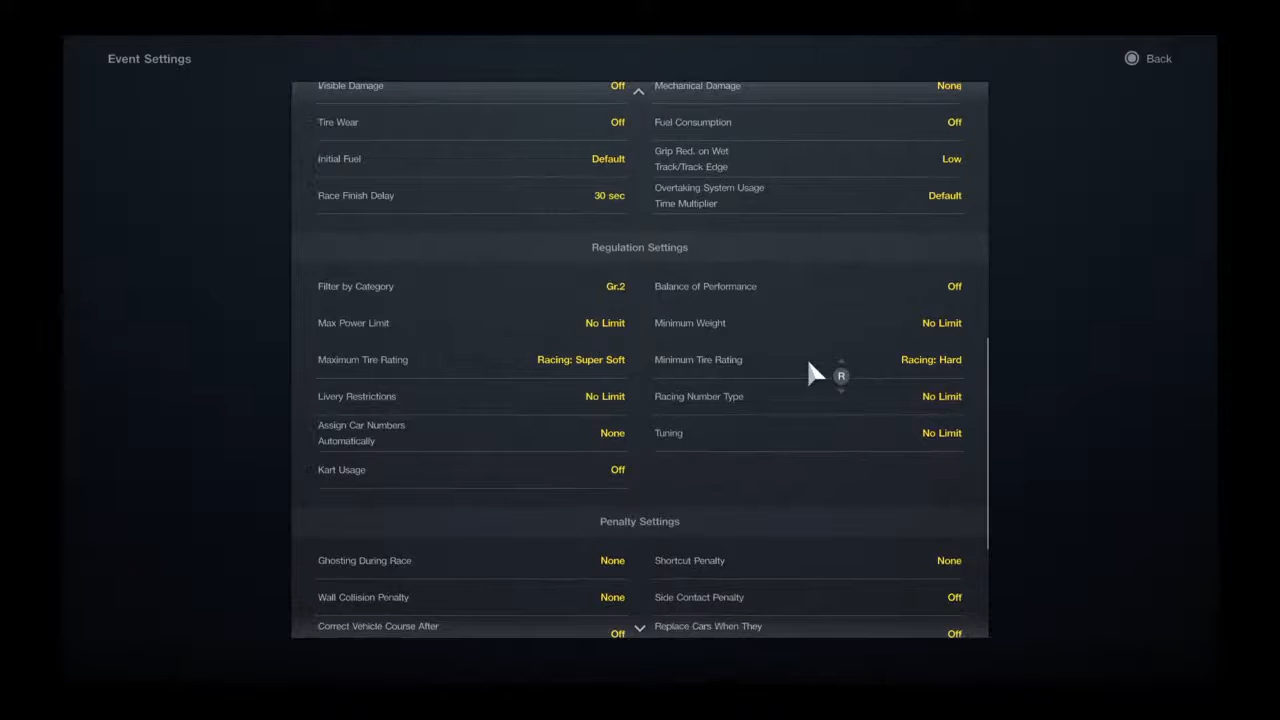 Event Settings
Back
Visible Damage Off Mechanical Damage None
Tire Wear Off Fuel Consumption Off
Initial Fuel Default Grip Red. on Wet
Track/Track Edge Low
Race Finish Delay 30 sec Overtaking System Usage
Time Multiplier Default
Regulation Settings
Filter by Category Gr.2 Balance of Performance Off
Max Power Limit No Limit Minimum Weight No Limit
Maximum Tire Rating Racing: Super Soft Minimum Tire Rating Racing: Hard
R
Livery Restrictions No Limit Racing Number Type No Limit
Assign Car Numbers
Automatically None Tuning No Limit
Kart Usage Off
Penalty Settings
Ghosting During Race None Shortcut Penalty None
Wall Collision Penalty None Side Contact Penalty Off
Correct Vehicle Course After Off Replace Cars When They Off